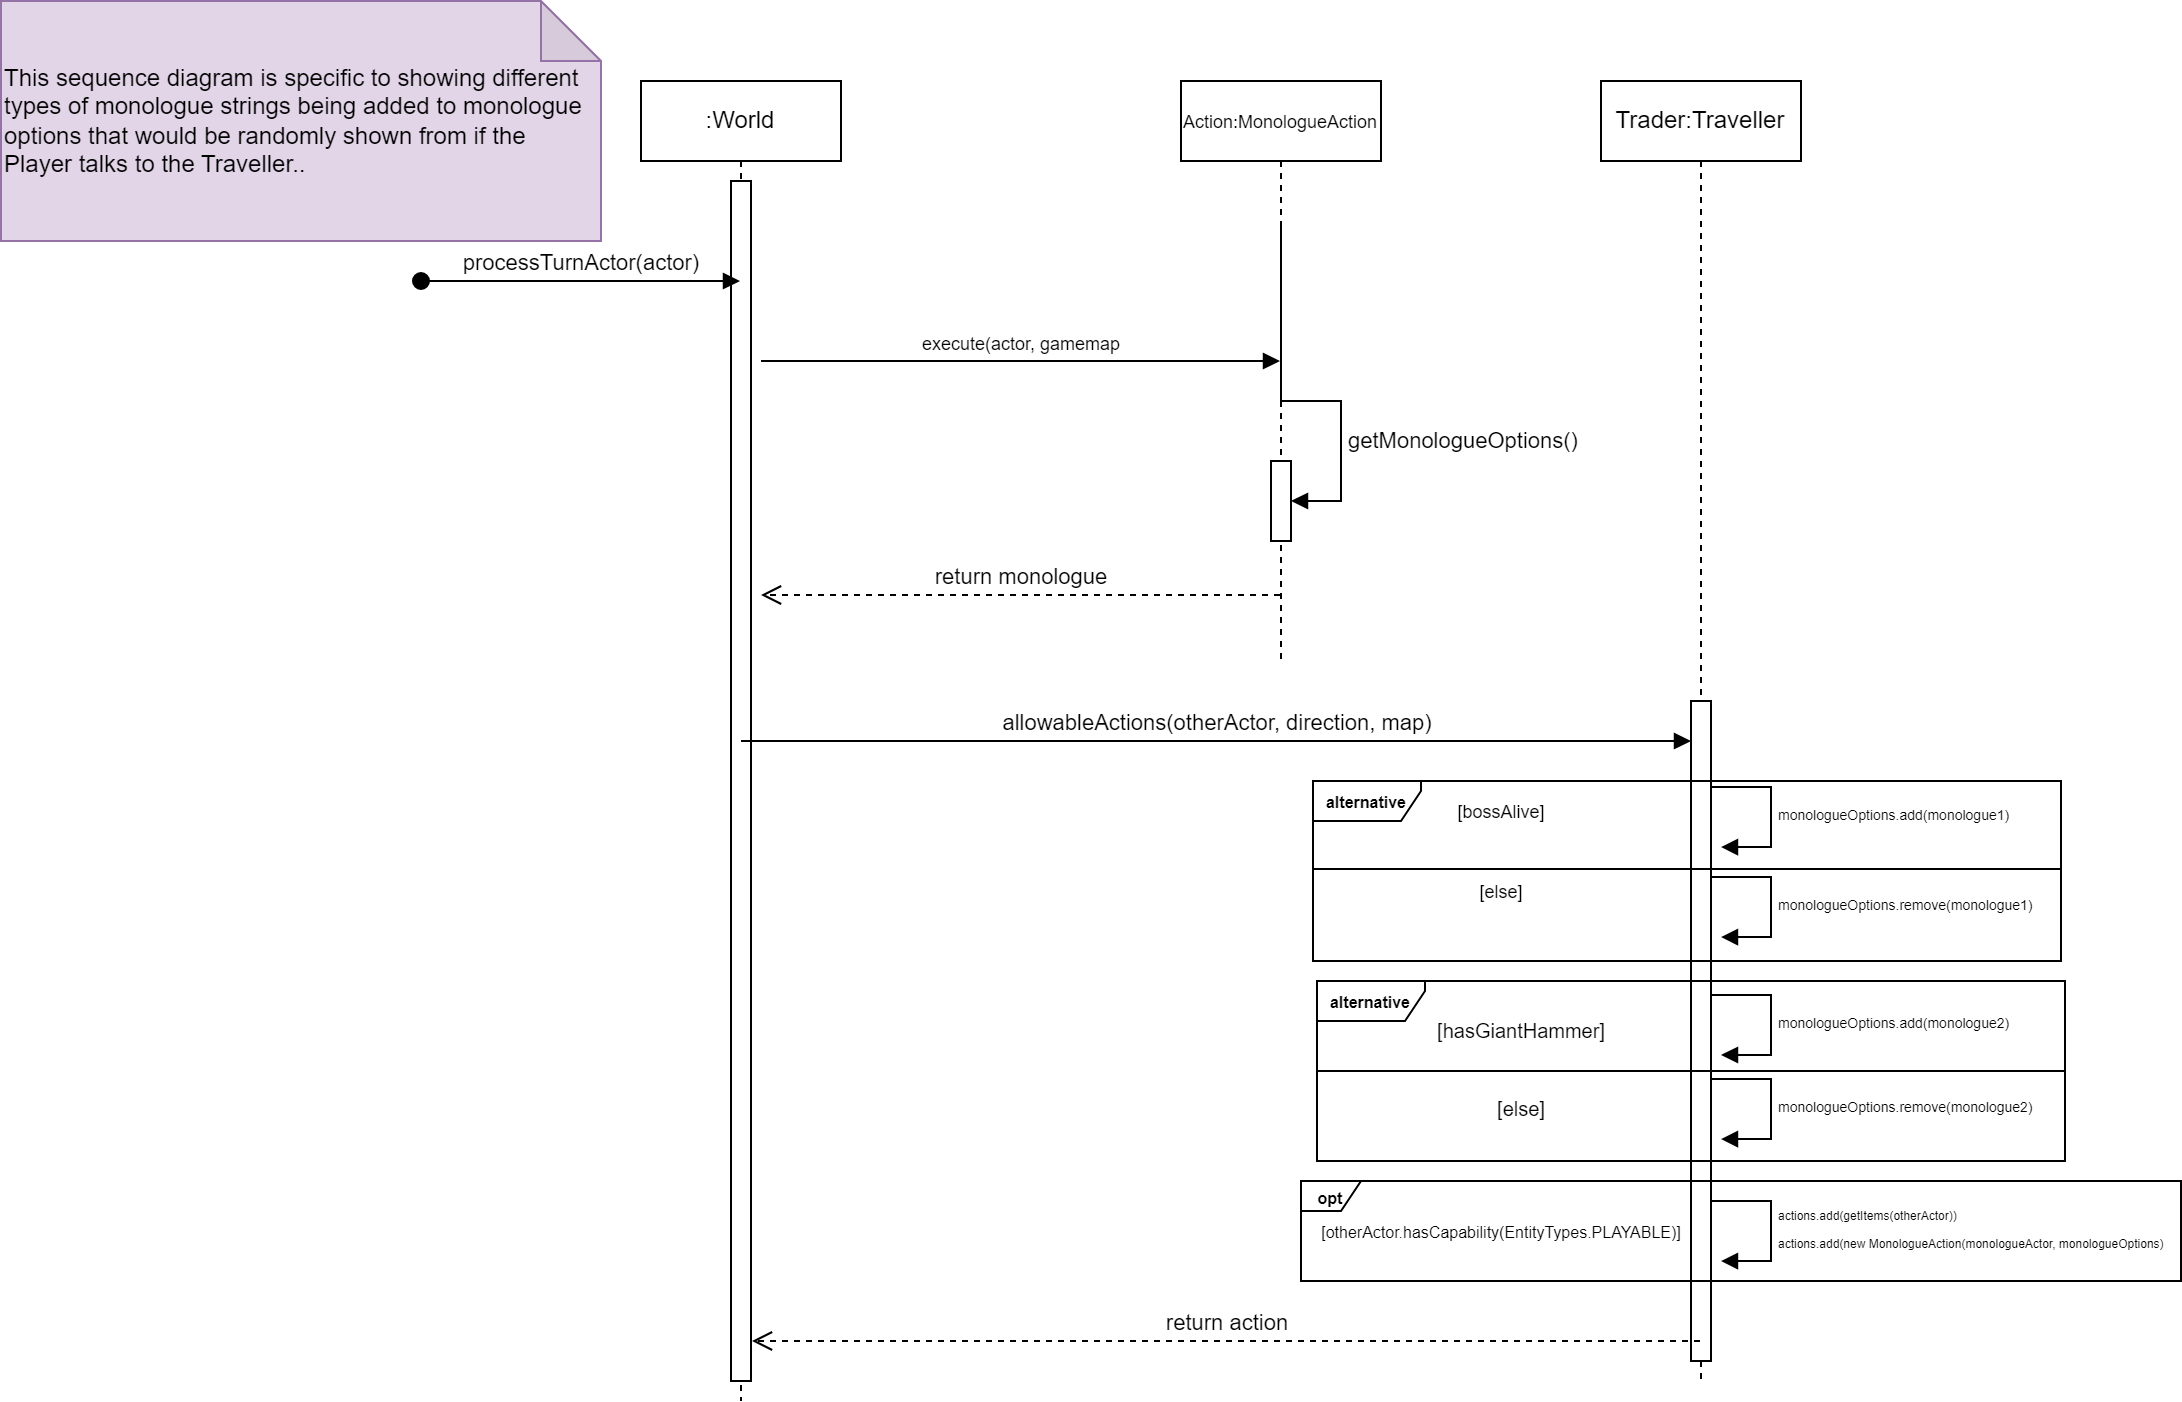 This sequence diagram is specific to showing different
types of monologue strings being added to monologue
options that would be randomly shown from if the
Player talks to the Traveller..
:World
Action:MonologueAction
Trader:Traveller
processTurnActor(actor)
execute(actor, gamemap
getMonologueOptions()
return monologue
allowableActions(otherActor, direction, map)
alternative
[bossAlive]
monologueOptions.add(monologue1)
[else]
monologueOptions.remove(monologue1)
alternative
[hasGiantHammer]
monologueOptions.add(monologue2)
[else]
monologueOptions.remove(monologue2)
opt
[otherActor.hasCapability(EntityTypes.PLAYABLE)]
actions.add(getItems(otherActor))
actions.add(new MonologueAction(monologueActor, monologueOptions)
return action